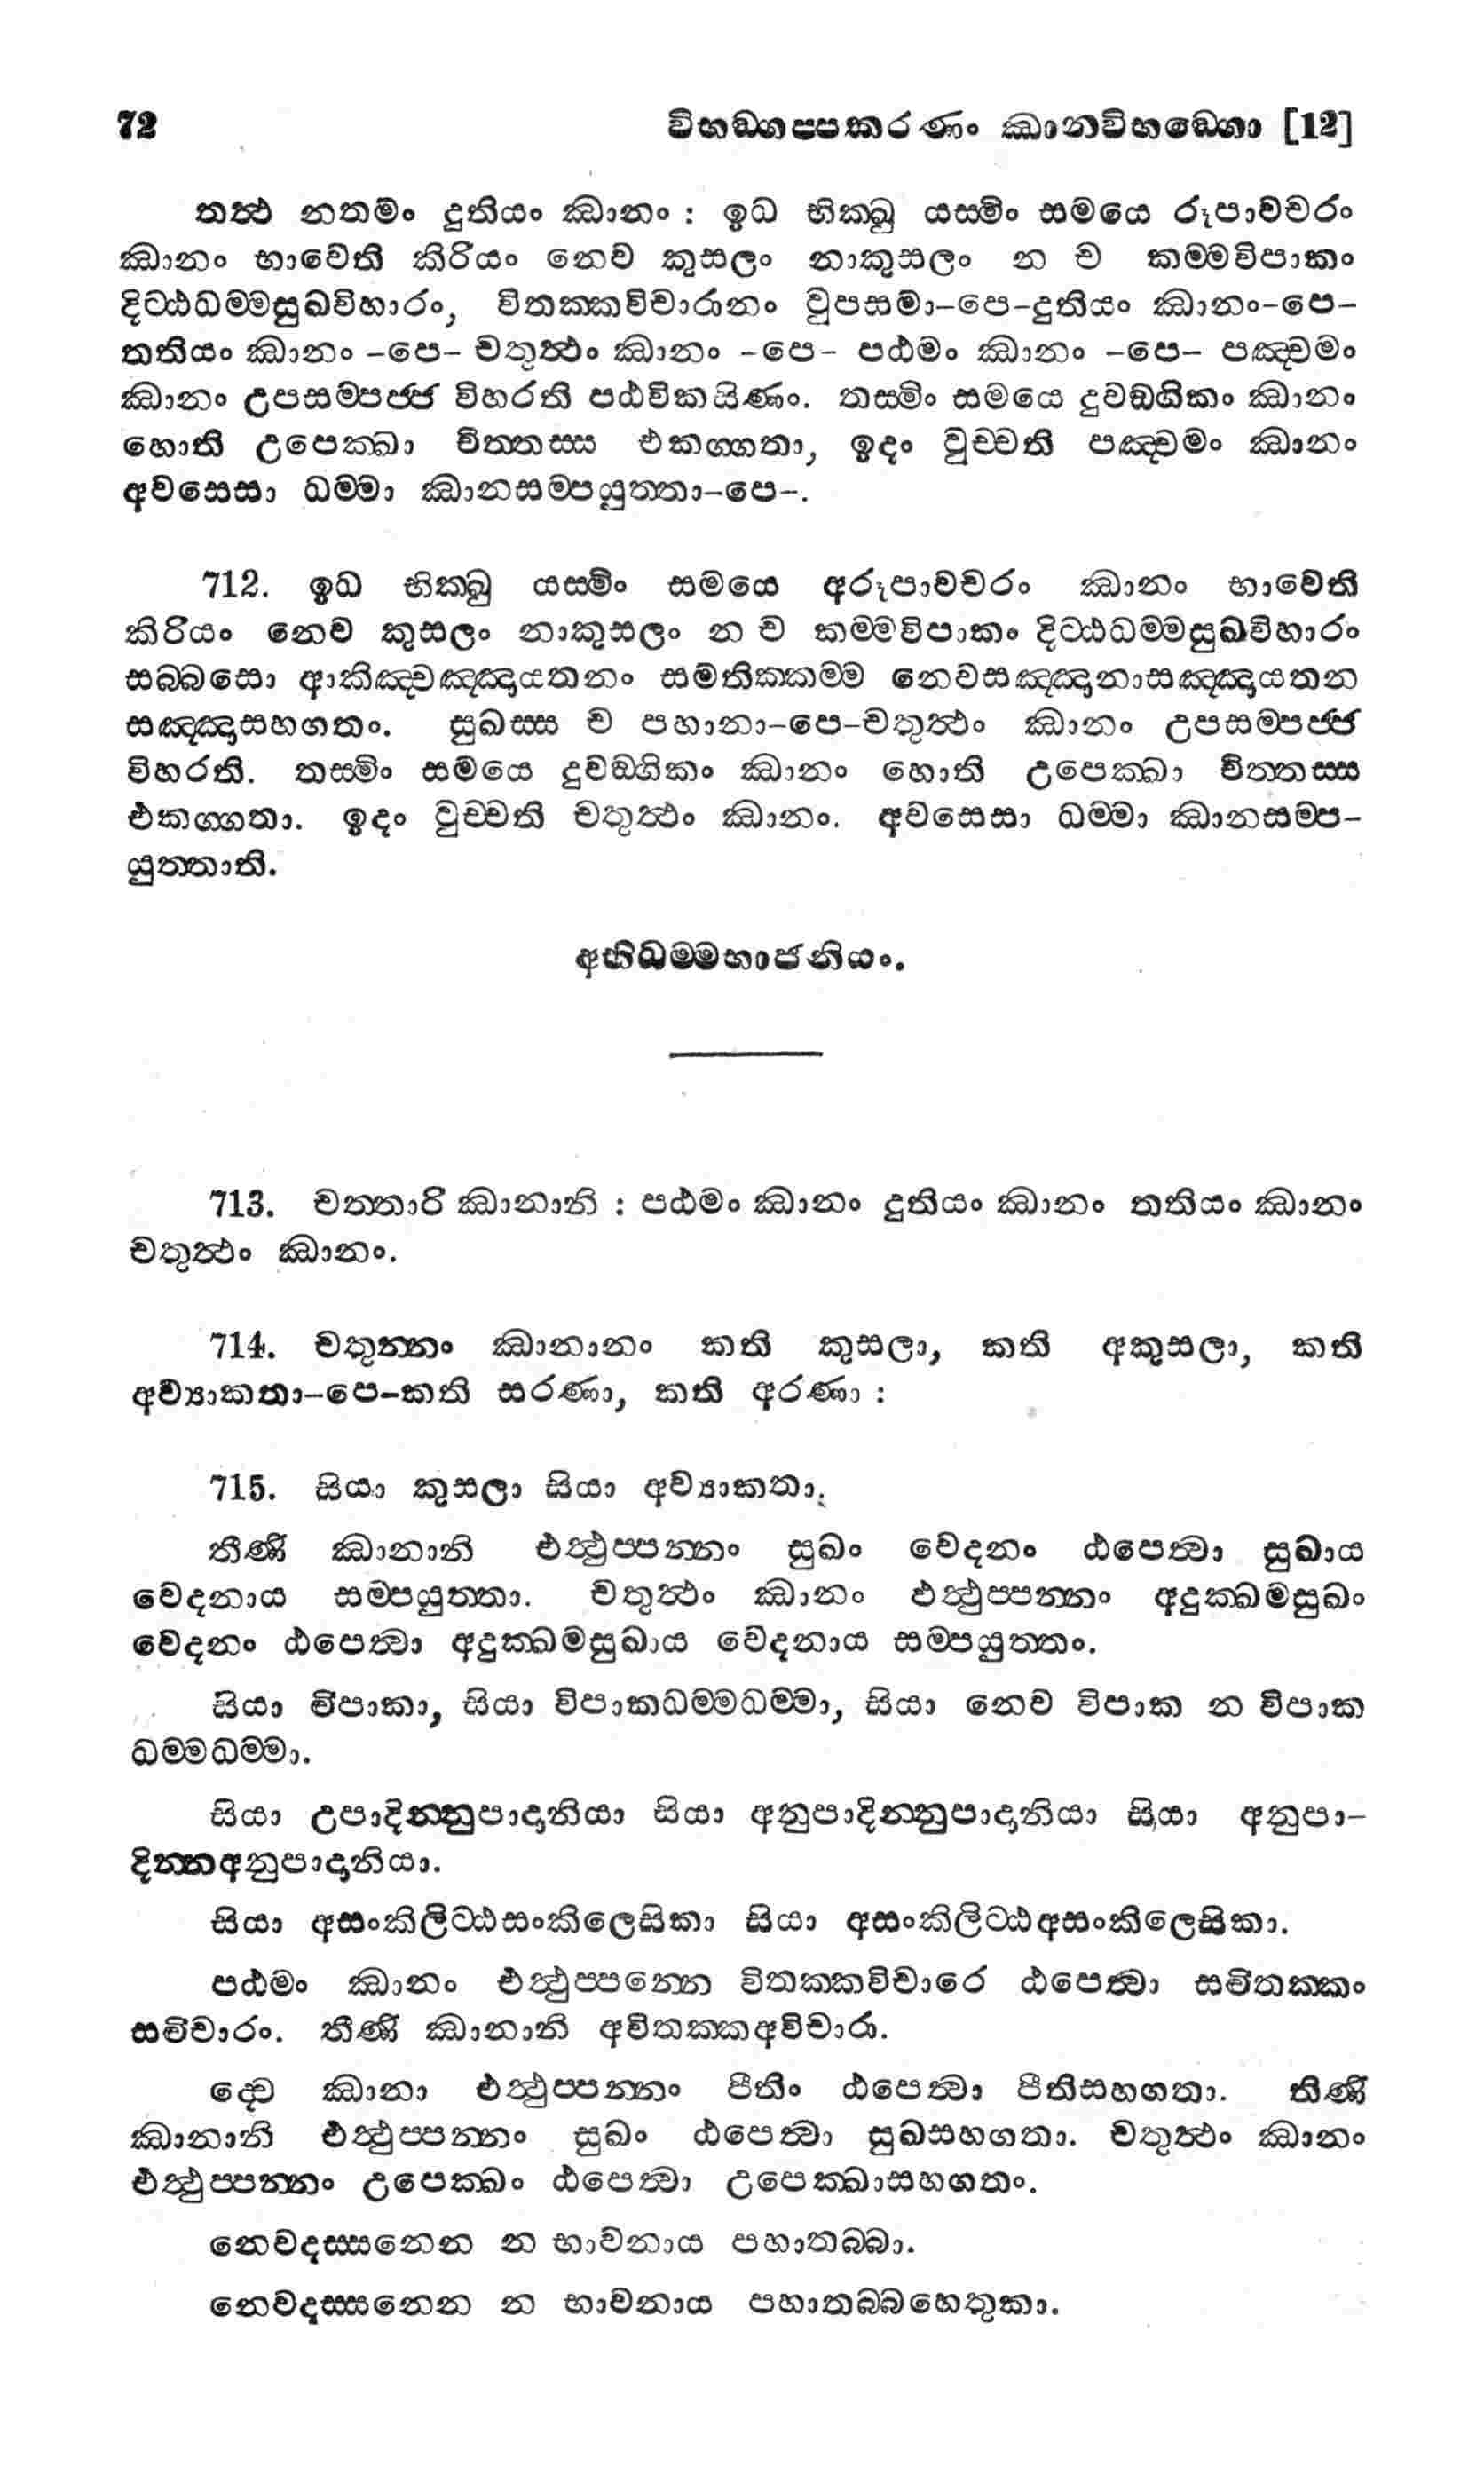 72 විභඞ්ගප්පකරණං ඣානවිභඞ්ගො [12]
තත්ථ නතමං දුතියං ඣානං : ඉධ භික්ඛු යස්මිං සමයෙ රූපාවචරං
ඣානං භාවෙති කිරියං නෙව කුසලං නාකුසලං න ච කම්මවිපාකං
දිට්ඨධම්මසුඛවිහාරං, විතක්කවිචාරානං වූපසමා-පෙ-දුතියං ඣානං-පෙ-
තතියං ඣානං -පෙ- චතුත්ථං ඣානං -පෙ- පඨමං ඣානං -පෙ- පඤ්චමං
ඣානං උපසම්පජ්ජ විහරති පඨවිකයිණං. තස්මිං සමයෙ දුවඞ්ගිකං ඣානං
හොති උපෙක්ඛා චිත්තස්ස එකග්ගතා, ඉදං වුච්චති පඤ්චමං ඣානං
අවසෙසා ධම්මා ඣානසම්පයුත්තා-පෙ-.
712. ඉධ භික්ඛු යස්මිං සමයෙ අරූපාවචරං ඣානං භාවෙති
කිරියං නෙව කුසලං නාකුසලං න ච කම්මවිපාකං දිට්ඨධම්මසුඛවිහාරං
සබ්බසො ආකිඤ්චඤ්ඤායතනං සමතික්කම්ම නෙවසඤ්ඤානාසඤ්ඤායතන
සඤ්ඤාසහගතං. සුඛස්ස ච පහානා-පෙ-චතුත්ථං ඣානං උපසම්පජ්ජ
විහරති. තස්මිං සමයෙ දුවඞ්ගිකං ඣානං හොති උපෙක්ඛා චිත්තස්ස
එකග්ගතා. ඉදං වුච්චති චතුත්ථං ඣානං. අවසෙසා ධම්මා ඣානසම්ප-
යුත්තාති.
අභිධම්මභාජනියං.
713. චත්තාරි ඣානානි : පඨමං ඣානං දුතියං ඣානං තතියං ඣානං
චතුත්ථං ඣානං.
714. චතුන්නං ඣානානං කති කුසලා, කති අකුසලා, කති
අව්‍යාකතා-පෙ-කති සරණා, කති අරණා :
715. සියා කුසලා සියා අව්‍යාකතා.
තීණි ඣානානි එත්ථුප්පන්නං සුඛං වෙදනං ඨපෙත්වා සුඛාය
වෙදනාය සම්පයුත්තා. චතුත්ථං ඣානං එත්ථුප්පන්නං අදුක්ඛමසුඛං
වෙදනං ඨපෙත්වා අදුක්ඛමසුඛාය වෙදනාය සම්පයුත්තං.
සියා විපාකා, සියා විපාකධම්මධම්මා, සියා නෙව විපාක න විපාක
ධම්මධම්මා.
සියා උපාදින්නුපාදානියා සියා අනුපාදින්නුපාදානියා සියා අනුපා-
දින්නඅනුපාදානියා.
සියා අසංකිලිට්ඨසංකිලෙසිකා සියා අසංකිලිට්ඨඅසංකිලෙසිකා.
පඨමං ඣානං එත්ථුප්පන්නෙ විතක්කවිචාරෙ ඨපෙත්වා සවිතක්කං
සවිචාරං. තීණි ඣානානි අවිතක්කඅවිචාරා.
ද්වෙ ඣානා එත්ථුප්පන්නං පීතිං ඨපෙත්වා පීතිසහගතා. තිණි
ඣානානි එත්ථුප්පන්නං සුඛං ඨපෙත්වා සුඛසහගතා. චතුත්ථං ඣානං
එත්ථුප්පන්නං උපෙක්ඛං ඨපෙත්වා උපෙක්ඛාසහගතං.
නෙවදස්සනෙන න භාවනාය පහාතබ්බා.
නෙවදස්සනෙන න භාවනාය පහාතබ්බහෙතුකා.